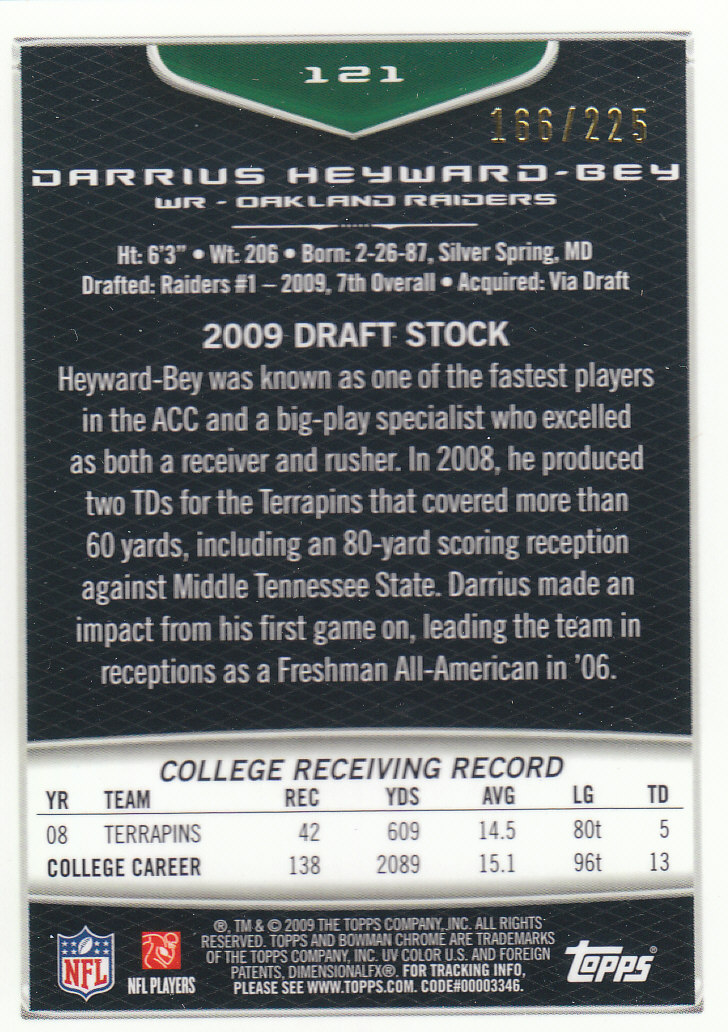 121
166/225
DARRIUS HEYWARD-BEY
WR - OAKLAND RAIDERS
Ht: 6'3" • Wt: 206 • Born: 2-26-87, Silver Spring, MD
Drafted: Raiders #1 – 2009, 7th Overall • Acquired: Via Draft
2009 DRAFT STOCK
Heyward-Bey was known as one of the fastest players
in the ACC and a big-play specialist who excelled
as both a receiver and rusher. In 2008, he produced
two TDs for the Terrapins that covered more than
60 yards, including an 80-yard scoring reception
against Middle Tennessee State. Darrius made an
impact from his first game on, leading the team in
receptions as a Freshman All-American in '06.
COLLEGE RECEIVING RECORD
YR TEAM REC YDS AVG LG TD
08 TERRAPINS 42 609 14.5 80t 5
COLLEGE CAREER 138 2089 15.1 96t 13
®, TM & © 2009 THE TOPPS COMPANY, INC. ALL RIGHTS
RESERVED. TOPPS AND BOWMAN CHROME ARE TRADEMARKS
OF THE TOPPS COMPANY, INC. UV COLOR U.S. AND FOREIGN
PATENTS, DIMENSIONALFX®. FOR TRACKING INFO,
PLEASE SEE WWW.TOPPS.COM. CODE#00003346.
NFL
NFL PLAYERS
TOPPS®